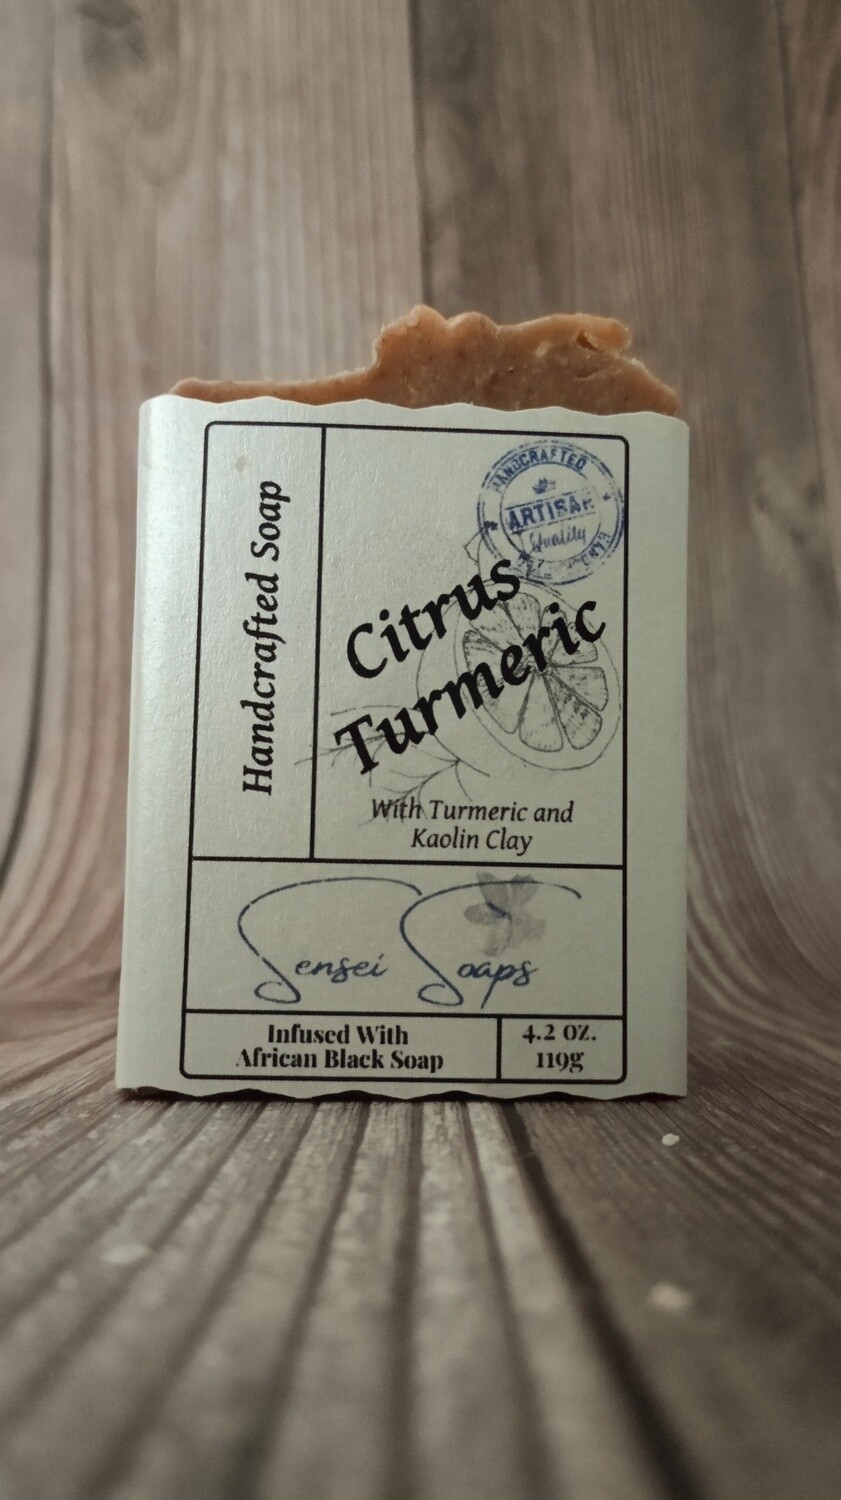 Handcrafted Soap
HANDCRAFTED
ARTISAN
Quality
Citrus
Turmeric
With Turmeric and
Kaolin Clay
Sensei Soaps
Infused With
African Black Soap
4.2 oz.
119g